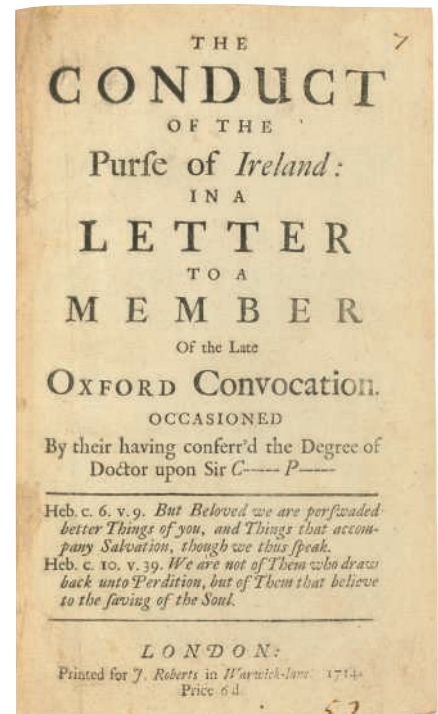 7
THE
CONDUCT
OF THE
Purſe of Ireland:
IN A
LETTER
TO A
MEMBER
Of the Late
OXFORD Convocation.
OCCASIONED
By their having conferr'd the Degree of
Doctor upon Sir C----- P-----
Heb. c. 6. v. 9. But Beloved we are perſwaded
better Things of you, and Things that accom-
pany Salvation, though we thus ſpeak.
Heb. c. 10. v. 39. We are not of Them who draw
back unto Perdition, but of Them that believe
to the ſaving of the Soul.
LONDON:
Printed for J. Roberts in Warwick-lane. 1714.
Price 6d.